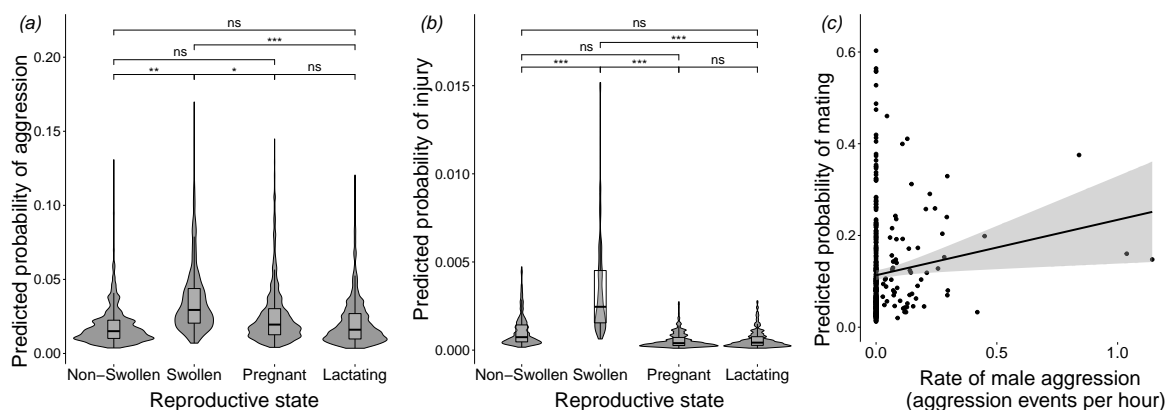 (a)
Predicted probability of aggression
0.20
0.15
0.10
0.05
0.00
ns
***
ns
** * ns
Non−Swollen Swollen Pregnant Lactating
Reproductive state
(b)
Predicted probability of injury
0.015
0.010
0.005
0.000
ns
***
ns
*** *** ns
Non−Swollen Swollen Pregnant Lactating
Reproductive state
(c)
Predicted probability of mating
0.6
0.4
0.2
0.0
0.0 0.5 1.0
Rate of male aggression
(aggression events per hour)